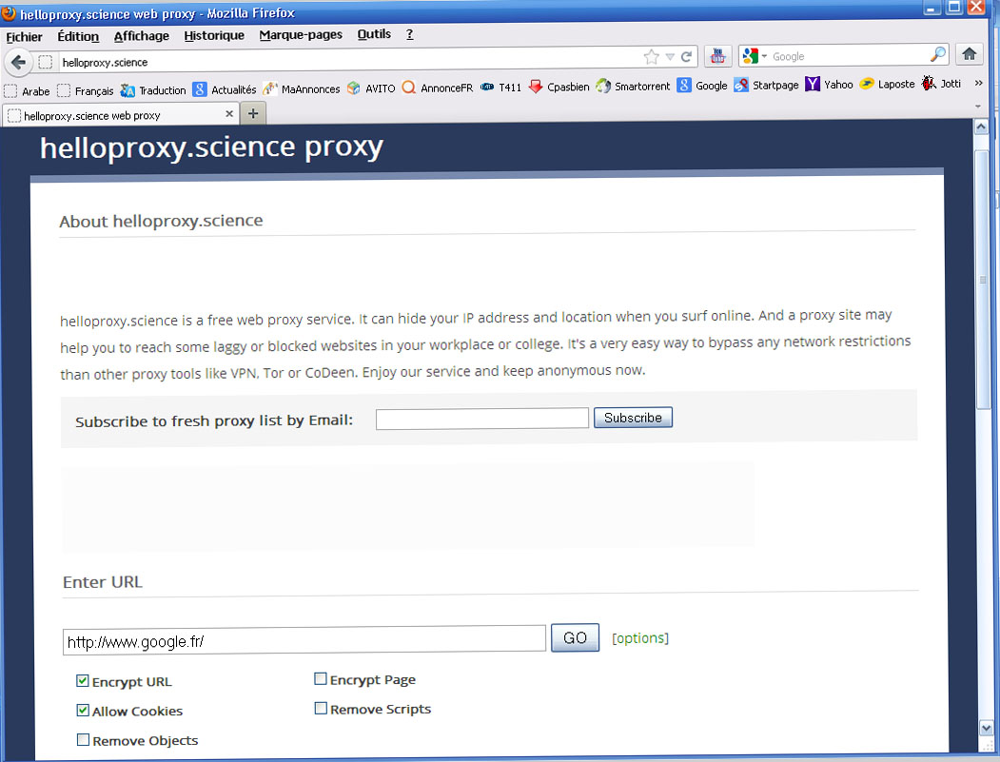 helloproxy.science web proxy - Mozilla Firefox
Fichier Édition Affichage Historique Marque-pages Outils ?
helloproxy.science
Google
Arabe Français Traduction Actualités MaAnnonces AVITO AnnonceFR T411 Cpasbien Smartorrent Google Startpage Yahoo Laposte Jotti »
helloproxy.science web proxy
helloproxy.science proxy
About helloproxy.science
helloproxy.science is a free web proxy service. It can hide your IP address and location when you surf online. And a proxy site may
help you to reach some laggy or blocked websites in your workplace or college. It's a very easy way to bypass any network restrictions
than other proxy tools like VPN, Tor or CoDeen. Enjoy our service and keep anonymous now.
Subscribe to fresh proxy list by Email: Subscribe
Enter URL
http://www.google.fr/ GO [options]
Encrypt URL Encrypt Page
Allow Cookies Remove Scripts
Remove Objects